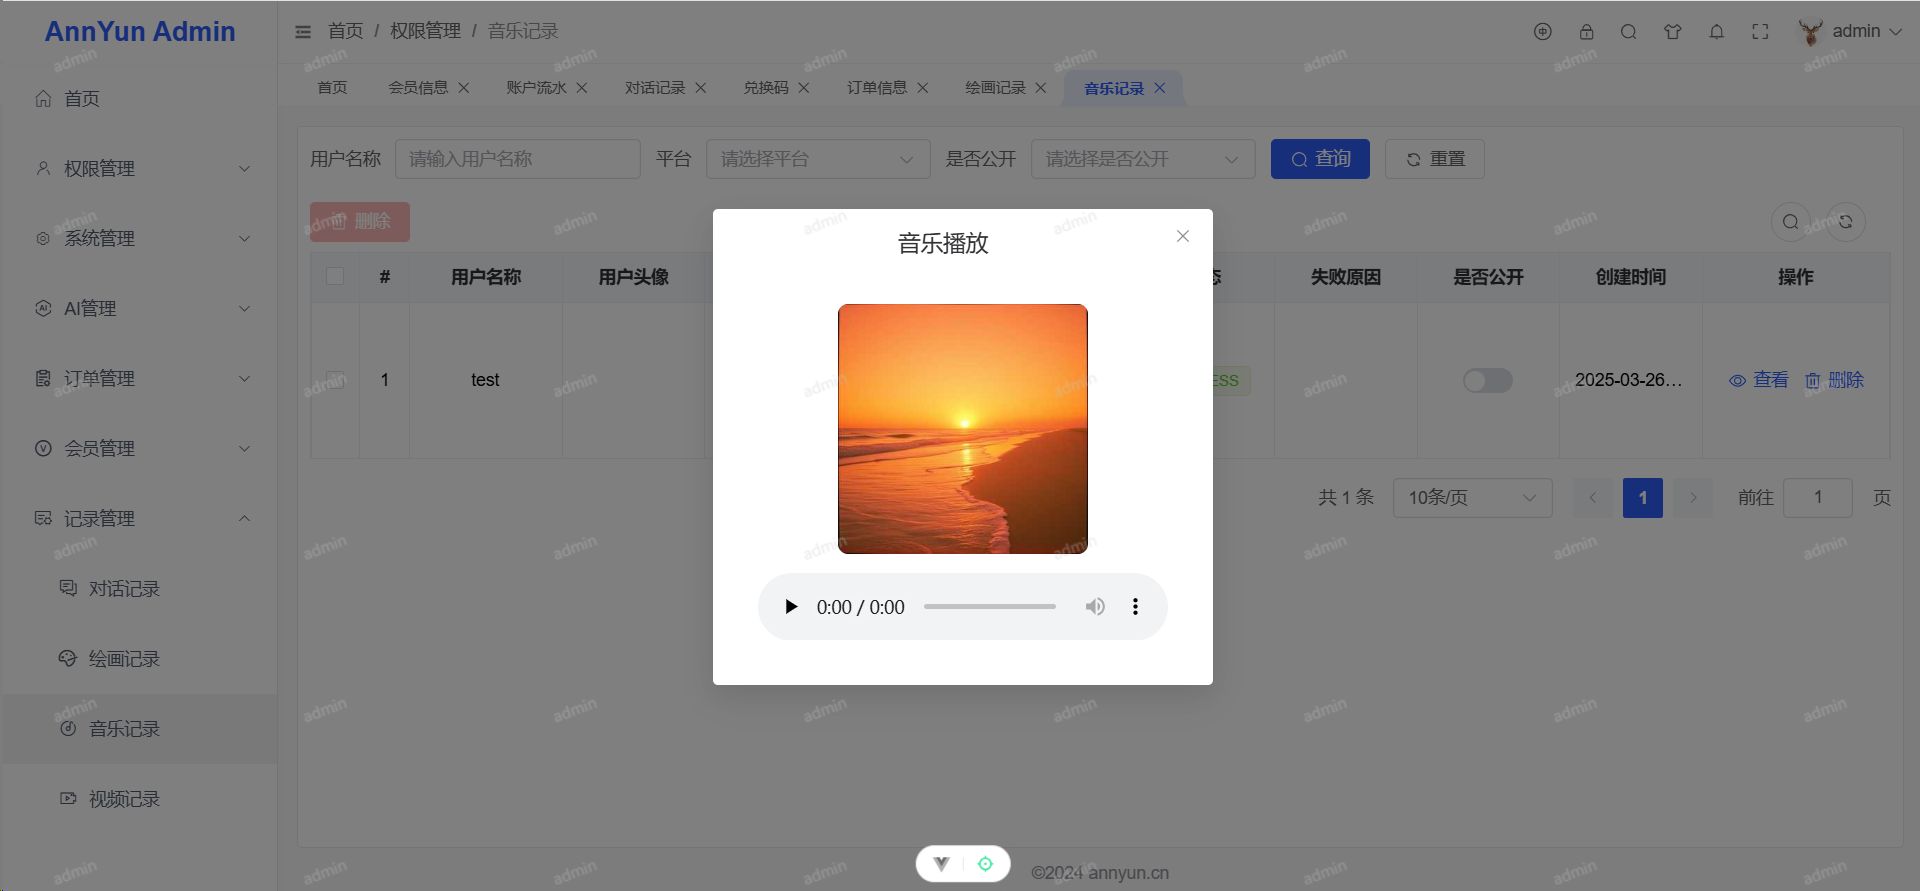 AnnYun Admin
首页 / 权限管理 / 音乐记录
admin
首页 会员信息 账户流水 对话记录 兑换码 订单信息 绘画记录 音乐记录
首页
权限管理
系统管理
AI管理
订单管理
会员管理
记录管理
对话记录
绘画记录
音乐记录
视频记录
用户名称 请输入用户名称 平台 请选择平台 是否公开 请选择是否公开 查询 重置
删除
# 用户名称 用户头像 态 失败原因 是否公开 创建时间 操作
1 test ESS 2025-03-26... 查看 删除
共 1 条 10条/页 1 前往 1 页
音乐播放
0:00 / 0:00
©2024 annyun.cn